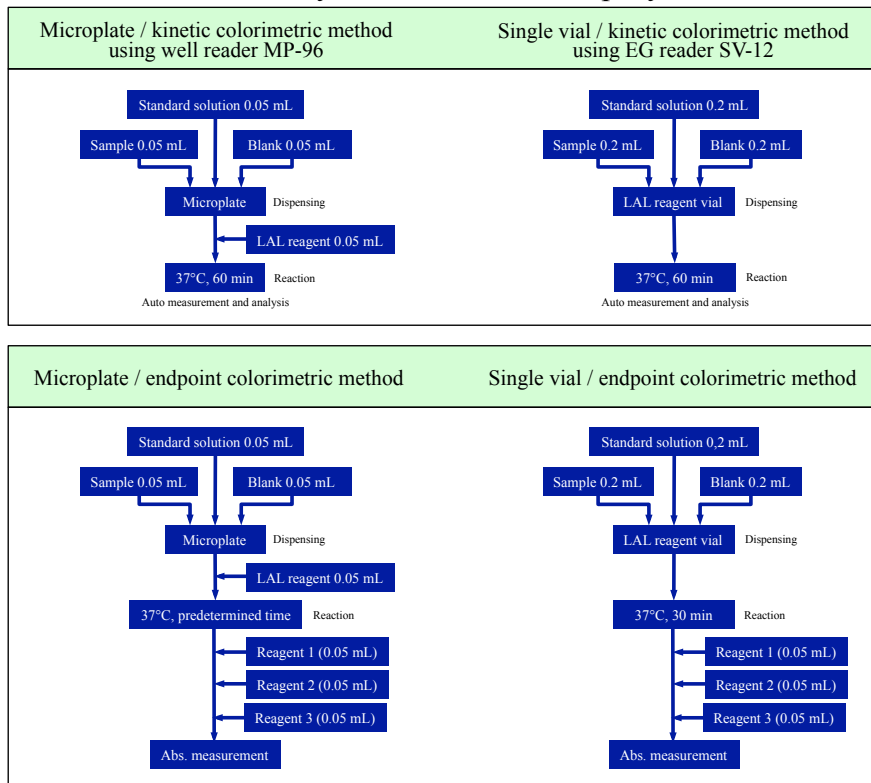 Microplate / kinetic colorimetric method
using well reader MP-96
Standard solution 0.05 mL
Sample 0.05 mL
Blank 0.05 mL
Microplate
Dispensing
LAL reagent 0.05 mL
37°C, 60 min
Reaction
Auto measurement and analysis
Single vial / kinetic colorimetric method
using EG reader SV-12
Standard solution 0.2 mL
Sample 0.2 mL
Blank 0.2 mL
LAL reagent vial
Dispensing
37°C, 60 min
Reaction
Auto measurement and analysis
Microplate / endpoint colorimetric method
Standard solution 0.05 mL
Sample 0.05 mL
Blank 0.05 mL
Microplate
Dispensing
LAL reagent 0.05 mL
37°C, predetermined time
Reaction
Reagent 1 (0.05 mL)
Reagent 2 (0.05 mL)
Reagent 3 (0.05 mL)
Abs. measurement
Single vial / endpoint colorimetric method
Standard solution 0,2 mL
Sample 0.2 mL
Blank 0.2 mL
LAL reagent vial
Dispensing
37°C, 30 min
Reaction
Reagent 1 (0.05 mL)
Reagent 2 (0.05 mL)
Reagent 3 (0.05 mL)
Abs. measurement